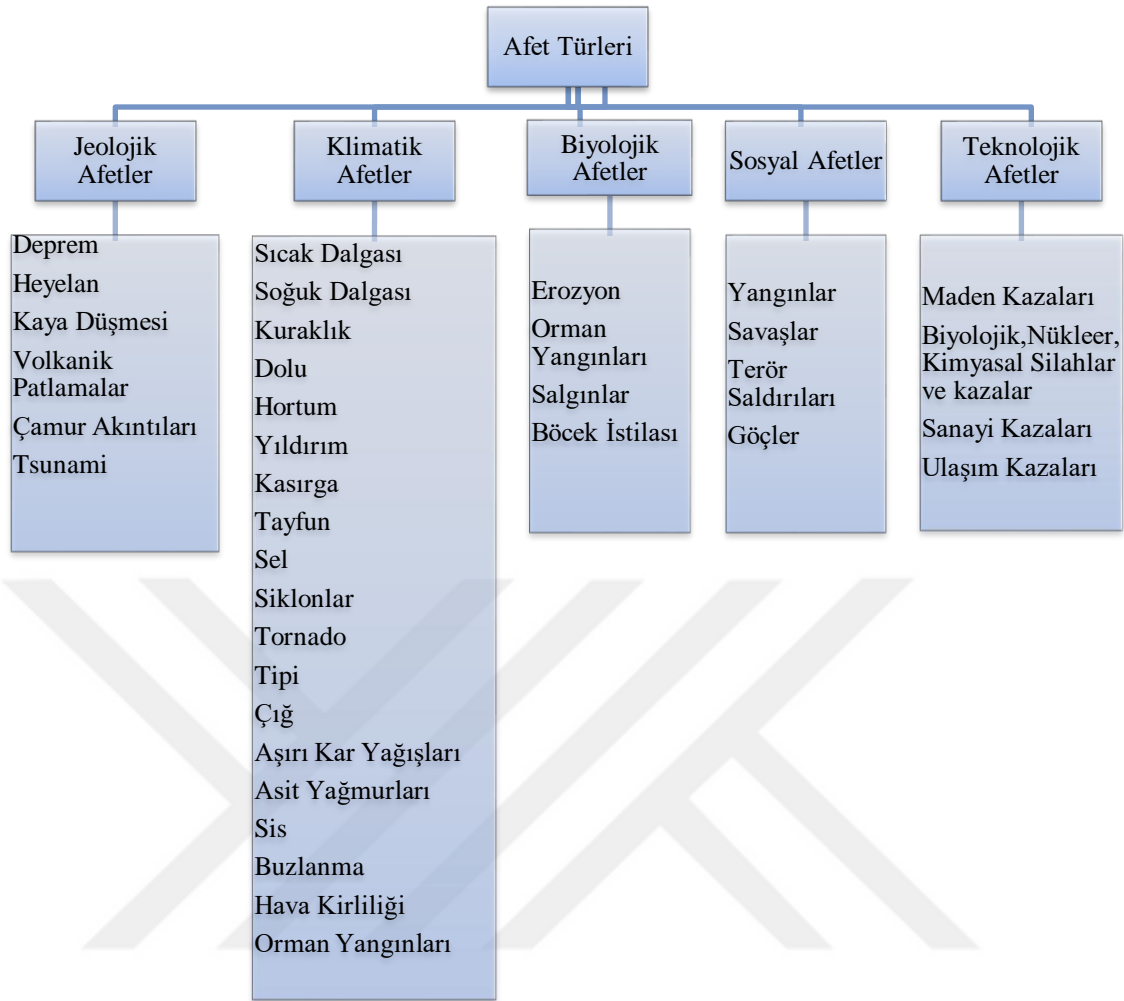 Afet Türleri
Jeolojik
Afetler
Deprem
Heyelan
Kaya Düşmesi
Volkanik
Patlamalar
Çamur Akıntıları
Tsunami
Klimatik
Afetler
Sıcak Dalgası
Soğuk Dalgası
Kuraklık
Dolu
Hortum
Yıldırım
Kasırga
Tayfun
Sel
Siklonlar
Tornado
Tipi
Çığ
Aşırı Kar Yağışları
Asit Yağmurları
Sis
Buzlanma
Hava Kirliliği
Orman Yangınları
Biyolojik
Afetler
Erozyon
Orman
Yangınları
Salgınlar
Böcek İstilası
Sosyal Afetler
Yangınlar
Savaşlar
Terör
Saldırıları
Göçler
Teknolojik
Afetler
Maden Kazaları
Biyolojik,Nükleer,
Kimyasal Silahlar
ve kazalar
Sanayi Kazaları
Ulaşım Kazaları